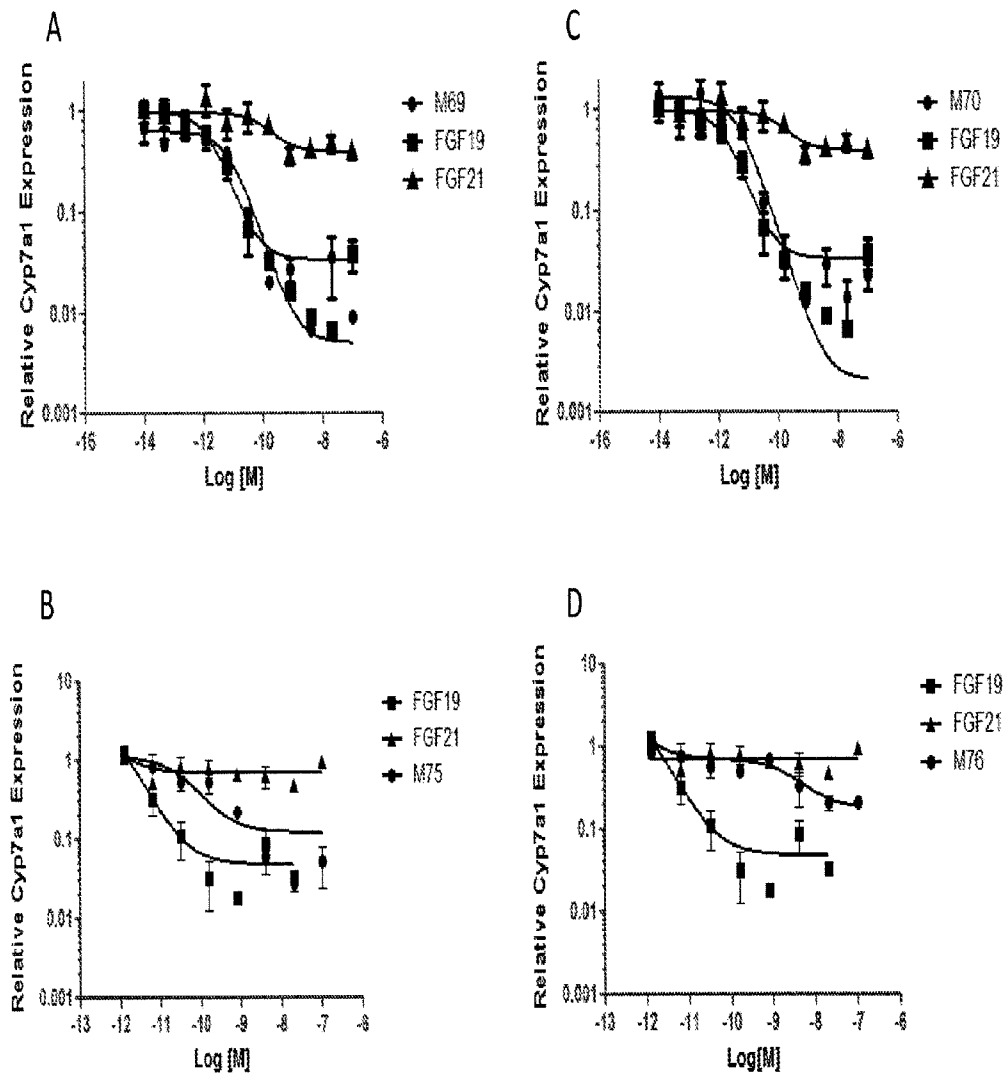 A
Relative Cyp7a1 Expression
1
0.1
0.01
0.001
-16
-14
-12
-10
-8
-6
Log [M]
M69
FGF19
FGF21
C
Relative Cyp7a1 Expression
1
0.1
0.01
0.001
-16
-14
-12
-10
-8
-6
Log [M]
M70
FGF19
FGF21
B
Relative Cyp7a1 Expression
10
1
0.1
0.01
0.001
-13
-12
-11
-10
-9
-8
-7
-6
Log [M]
FGF19
FGF21
M75
D
Relative Cyp7a1 Expression
10
1
0.1
0.01
0.001
-13
-12
-11
-10
-9
-8
-7
-6
Log[M]
FGF19
FGF21
M76